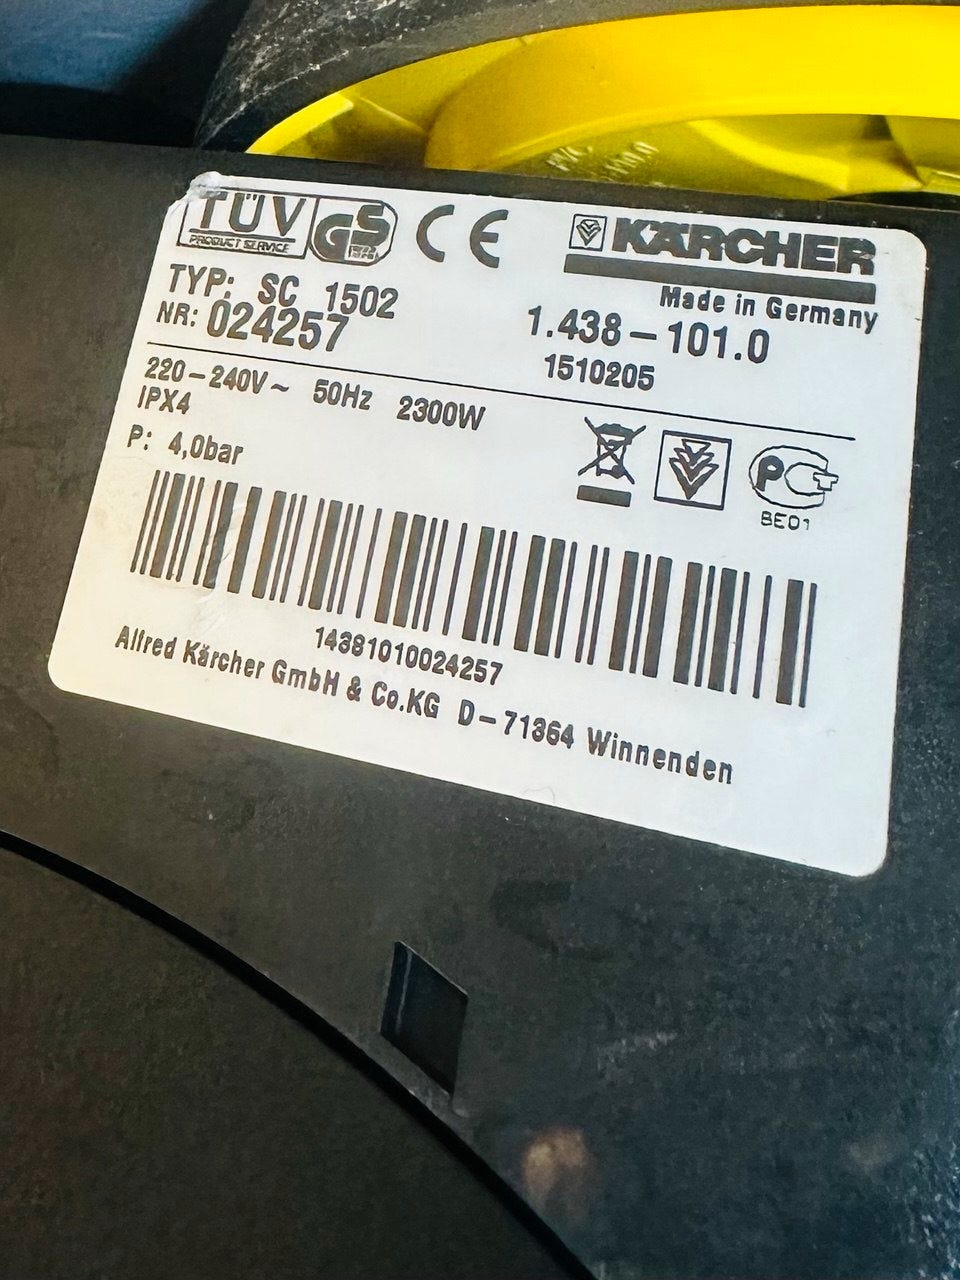 TÜV
PRODUCT SERVICE
GS
CE
KÄRCHER
Made in Germany
TYP: SC 1502
NR: 024257
1.438-101.0
1510205
220-240V~ 50Hz 2300W
IPX4
P: 4,0bar
BE01
14381010024257
Alfred Kärcher GmbH & Co.KG D-71364 Winnenden